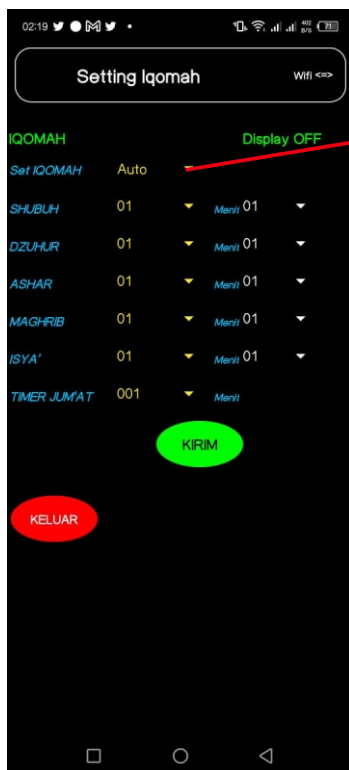 02:19 402 B/S 71
Setting Iqomah Wifi <=>
IQOMAH Display OFF
Set IQOMAH Auto
SHUBUH 01 Menit 01
DZUHUR 01 Menit 01
ASHAR 01 Menit 01
MAGHRIB 01 Menit 01
ISYA' 01 Menit 01
TIMER JUM'AT 001 Menit
KIRIM
KELUAR